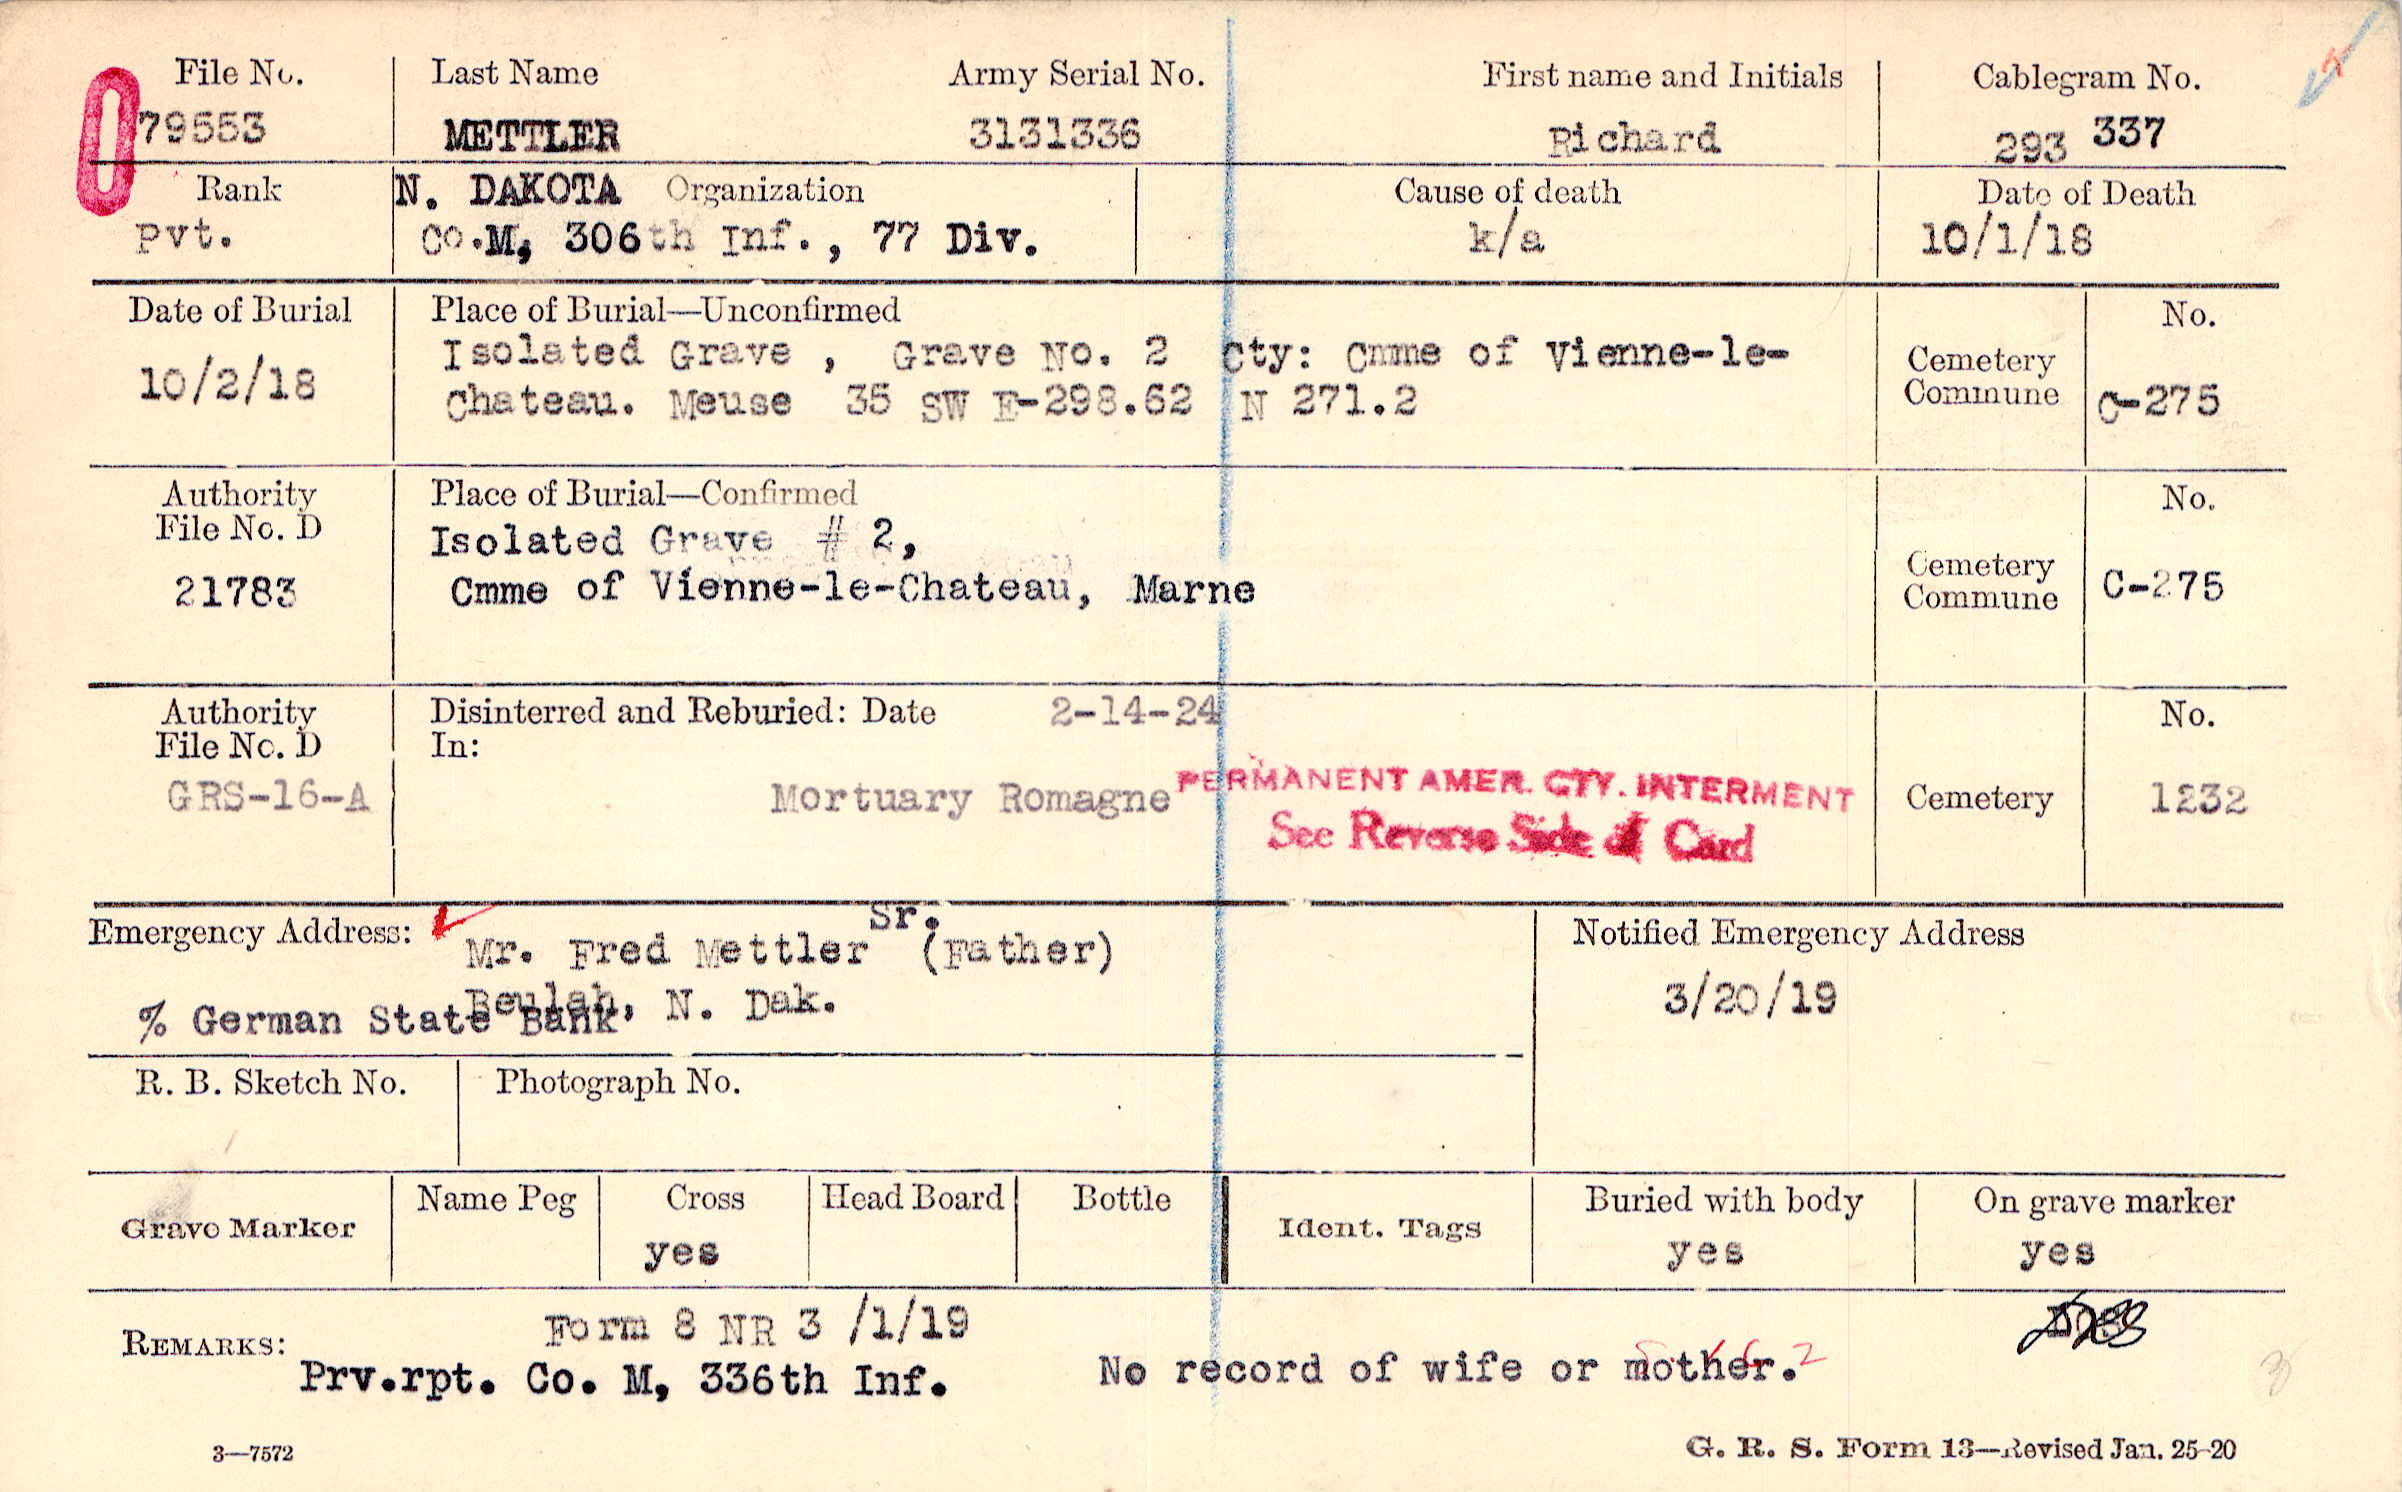 File No. Last Name Army Serial No. First name and Initials Cablegram No.
79553 METTLER 3131336 Richard 293 337
Rank N. DAKOTA Organization Cause of death Date of Death
Pvt. Co.M, 306th Inf., 77 Div. k/a 10/1/18
Date of Burial Place of Burial—Unconfirmed No.
Isolated Grave , Grave No. 2 Cty: Cmme of Vienne-le-
10/2/18 Chateau. Meuse 35 SW E-298.62 N 271.2 Cemetery Commune C-275
Authority File No. D Place of Burial—Confirmed No.
Isolated Grave # 2,
21783 Cmme of Vienne-le-Chateau, Marne Cemetery Commune C-275
Authority File No. D Disinterred and Reburied: Date 2-14-24 No.
In:
GRS-16-A Mortuary Romagne PERMANENT AMER. CTY. INTERMENT Cemetery 1232
See Reverse Side of Card
Emergency Address: Sr. Notified Emergency Address
Mr. Fred Mettler (Father)
Beulah, N. Dak. 3/20/19
% German State Bank
R. B. Sketch No. Photograph No.
Grave Marker Name Peg Cross Head Board Bottle Ident. Tags Buried with body On grave marker
yes yes yes
REMARKS: Form 8 NR 3 /1/19
Prv.rpt. Co. M, 336th Inf. No record of wife or mother.
3—7572 G. R. S. Form 13—Revised Jan. 25-20